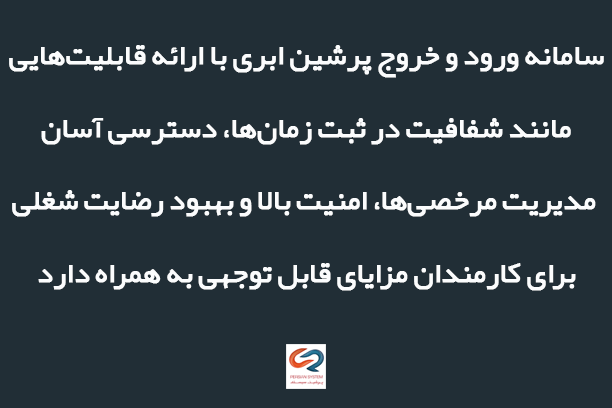 سامانه ورود و خروج پرشین ابری با ارائه قابلیت‌هایی
مانند شفافیت در ثبت زمان‌ها، دسترسی آسان
مدیریت مرخصی‌ها، امنیت بالا و بهبود رضایت شغلی
برای کارمندان مزایای قابل توجهی به همراه دارد
PERSIAN SYSTEM